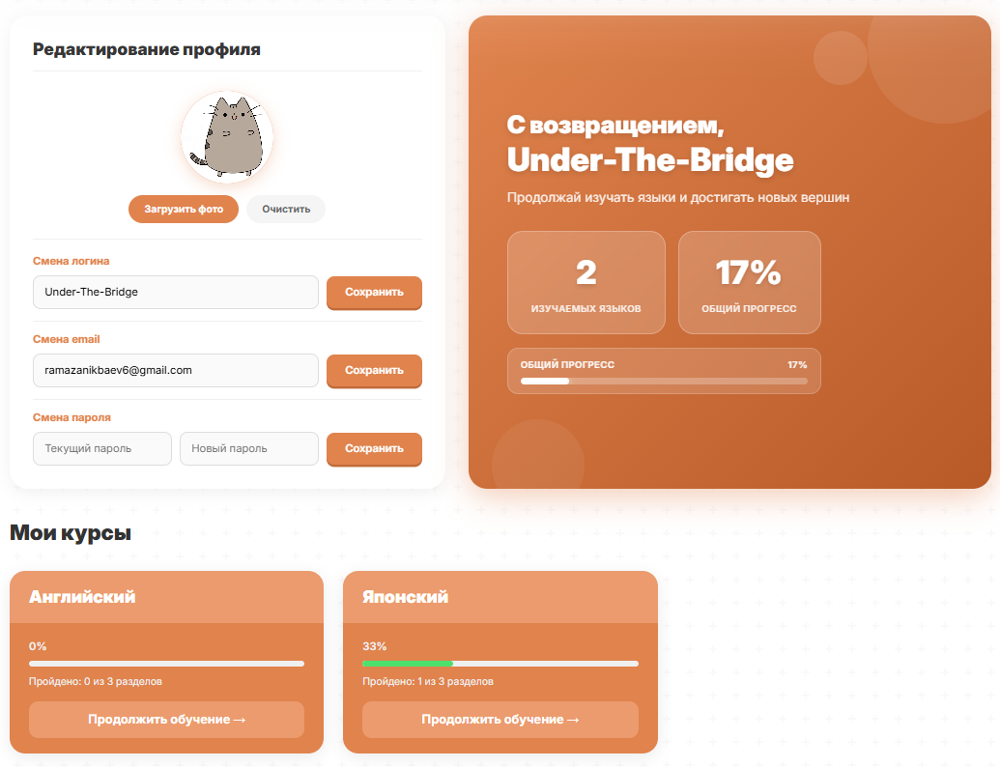 Редактирование профиля
Загрузить фото
Очистить
Смена логина
Under-The-Bridge
Сохранить
Смена email
ramazanikbaev6@gmail.com
Сохранить
Смена пароля
Текущий пароль
Новый пароль
Сохранить
С возвращением,
Under-The-Bridge
Продолжай изучать языки и достигать новых вершин
2
ИЗУЧАЕМЫХ ЯЗЫКОВ
17%
ОБЩИЙ ПРОГРЕСС
ОБЩИЙ ПРОГРЕСС 17%
Мои курсы
Английский
0%
Пройдено: 0 из 3 разделов
Продолжить обучение →
Японский
33%
Пройдено: 1 из 3 разделов
Продолжить обучение →